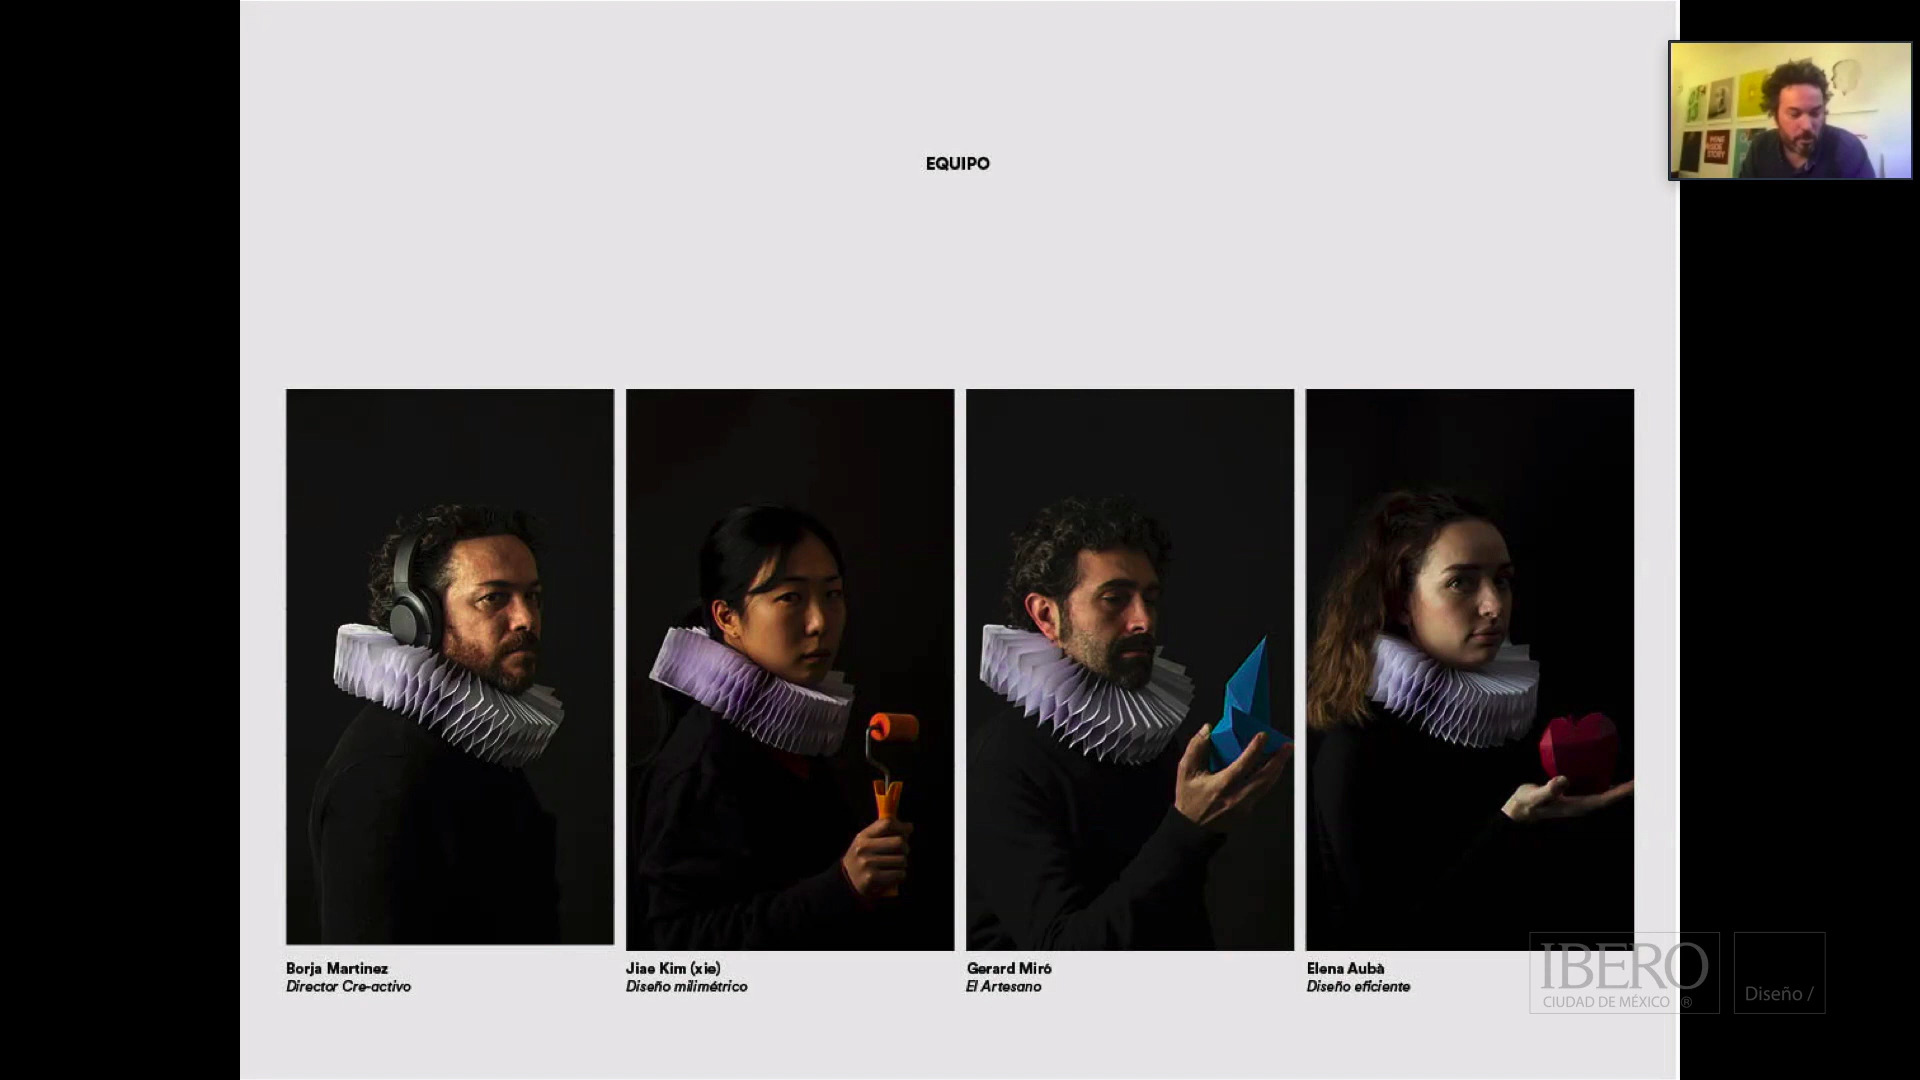 EQUIPO
Borja Martinez
Director Cre-activo
Jiae Kim (xie)
Diseño milimétrico
Gerard Miró
El Artesano
Elena Aubà
Diseño eficiente
IBERO
CIUDAD DE MÉXICO ®
Diseño /